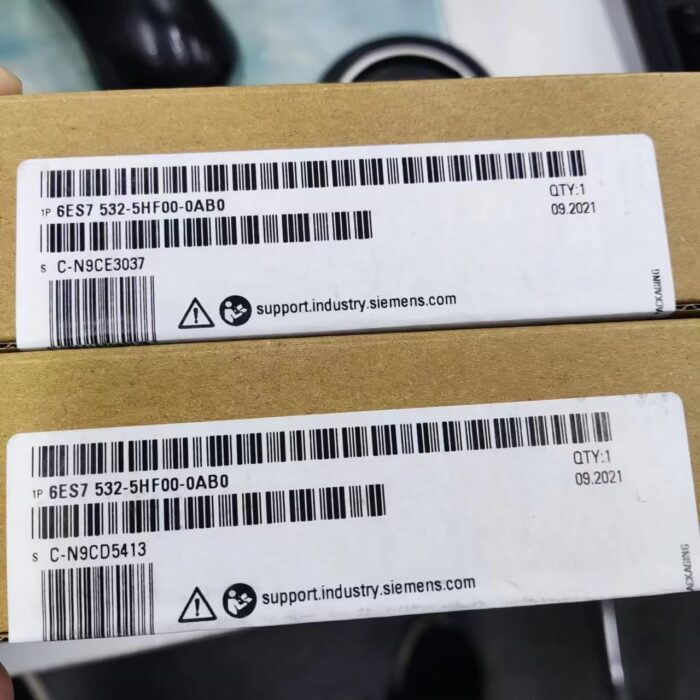 1P 6ES7 532-5HF00-0AB0
QTY:1
09.2021
S C-N9CE3037
support.industry.siemens.com
1P 6ES7 532-5HF00-0AB0
QTY:1
09.2021
S C-N9CD5413
support.industry.siemens.com